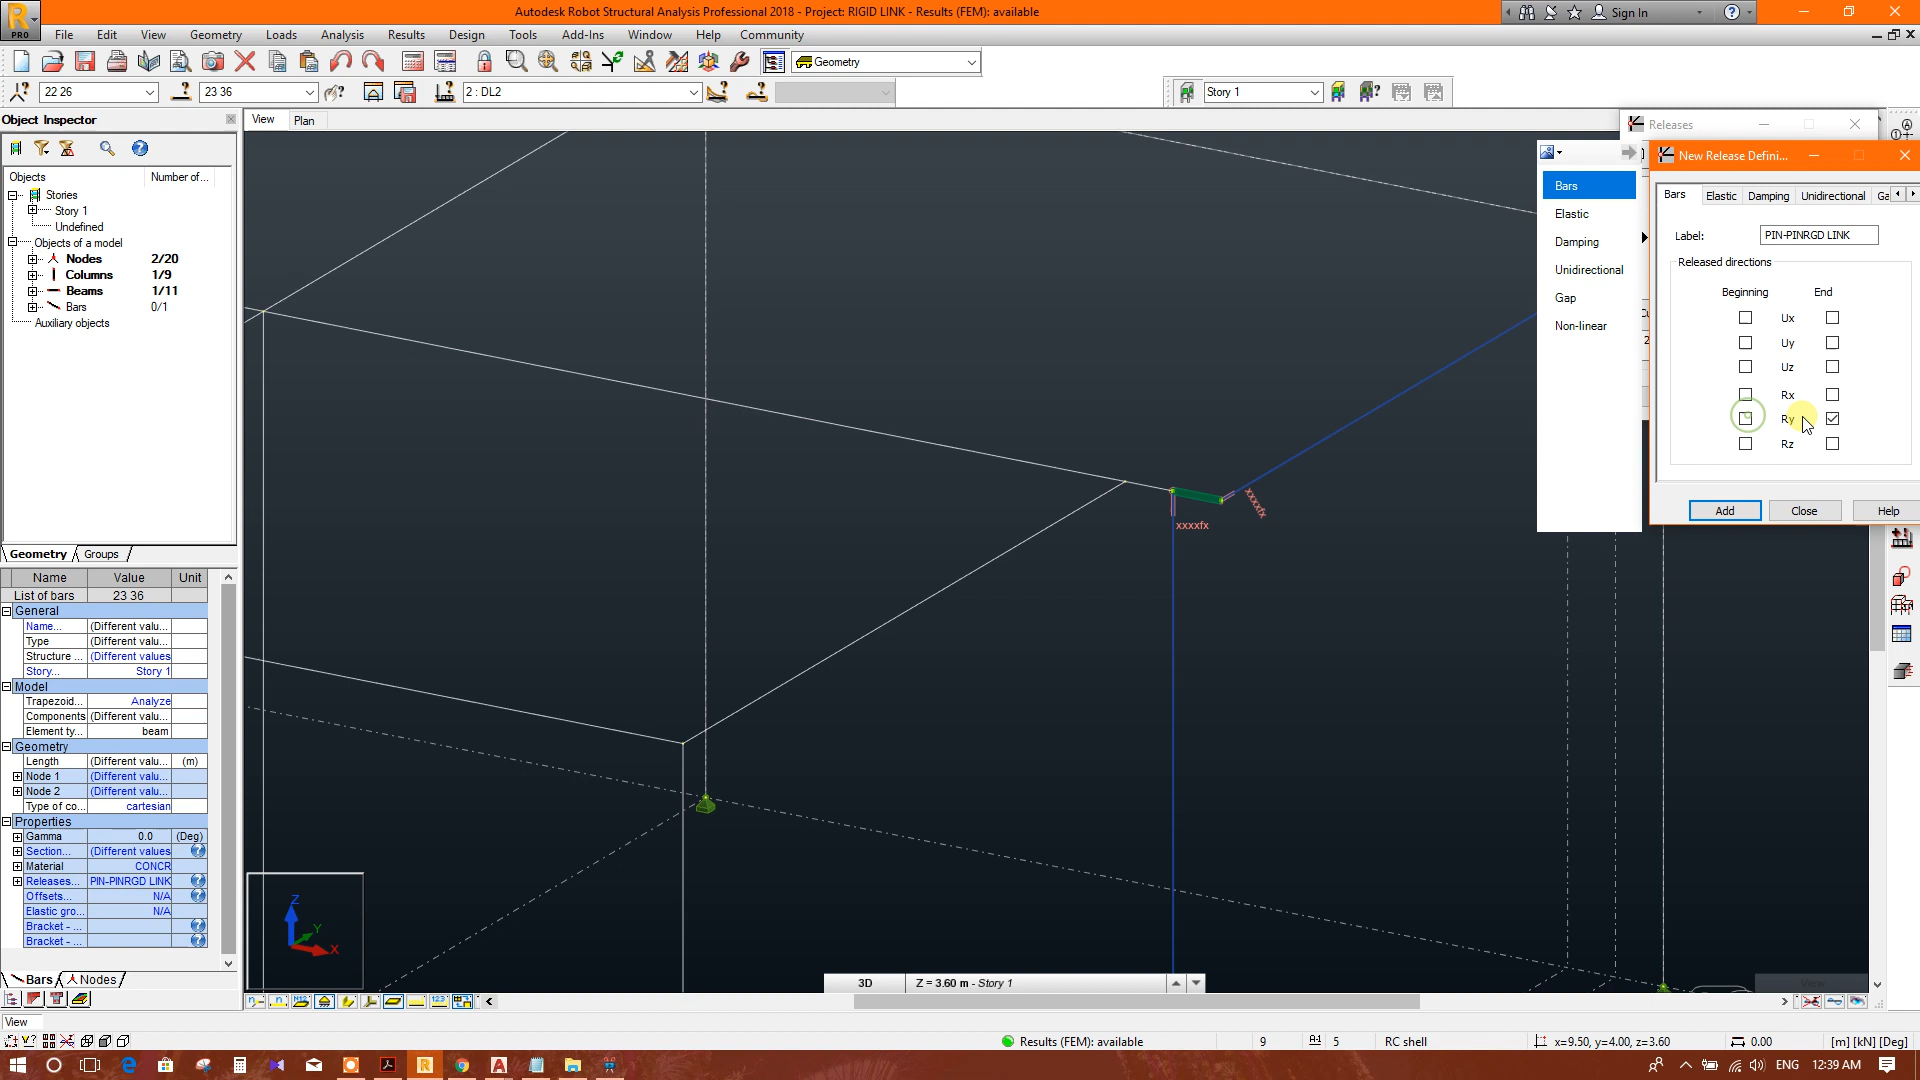 Autodesk Robot Structural Analysis Professional 2018 - Project: RIGID LINK - Results (FEM): available
Sign In
PRO
File Edit View Geometry Loads Analysis Results Design Tools Add-Ins Window Help Community
Geometry
22 26
23 36
2 : DL2
Story 1
Object Inspector
View Plan
Releases
New Release Defini...
Objects Number of...
Stories
Story 1
Undefined
Objects of a model
Nodes 2/20
Columns 1/9
Beams 1/11
Bars 0/1
Auxiliary objects
Bars
Elastic
Damping
Unidirectional
Gap
Non-linear
Bars Elastic Damping Unidirectional Ga
Label: PIN-PINRGD LINK
Released directions
Beginning End
Ux
Uy
Uz
Rx
Ry
Rz
Add Close Help
xxxxfx
xxxxfx
Geometry Groups
Name Value Unit
List of bars 23 36
General
Name... (Different valu...
Type (Different valu...
Structure ... (Different values
Story... Story 1
Model
Trapezoid... Analyze
Components (Different valu...
Element ty... beam
Geometry
Length (Different valu... (m)
Node 1 (Different valu...
Node 2 (Different valu...
Type of co... cartesian
Properties
Gamma 0.0 (Deg)
Section... (Different values
Material CONCR
Releases... PIN-PINRGD LINK
Offsets... N/A
Elastic gro... N/A
Bracket - ...
Bracket - ...
Bars Nodes
Z
Y
X
3D Z = 3.60 m - Story 1
View
Results (FEM): available 9 5 RC shell x=9.50, y=4.00, z=3.60 0.00 [m] [kN] [Deg]
ENG 12:39 AM